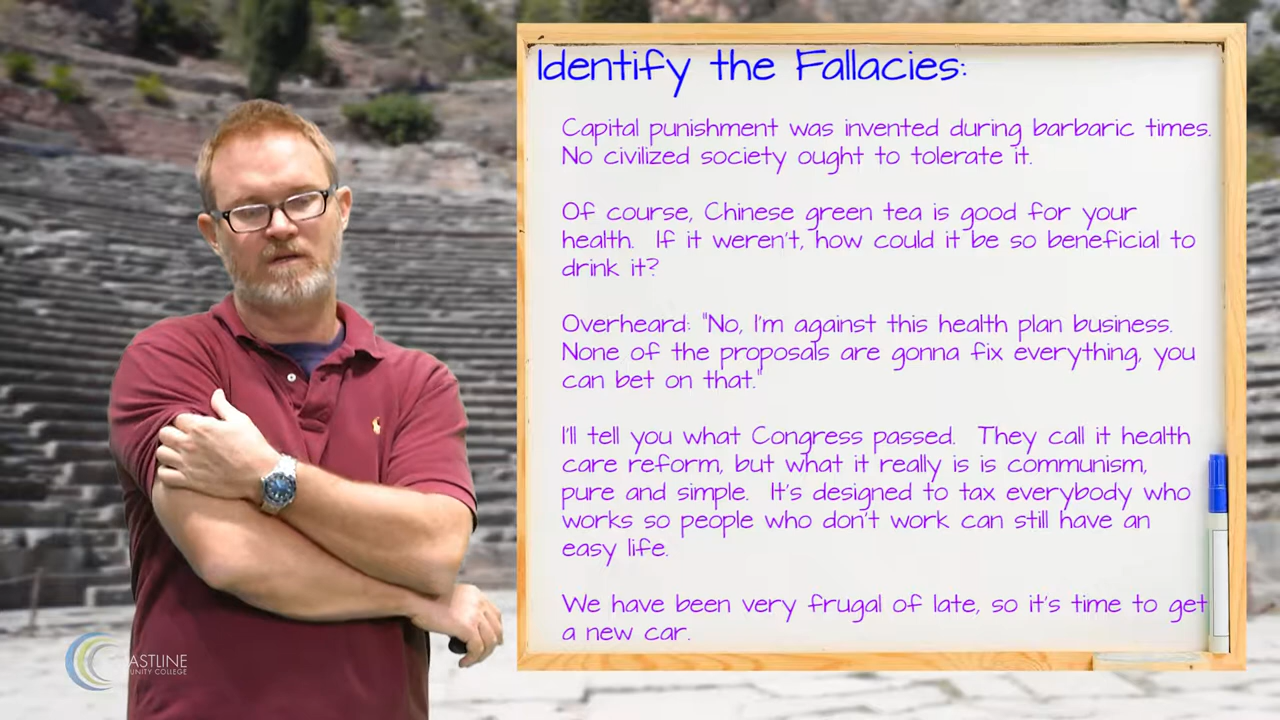 Identify the Fallacies:
Capital punishment was invented during barbaric times.
No civilized society ought to tolerate it.
Of course, Chinese green tea is good for your
health. If it weren't, how could it be so beneficial to
drink it?
Overheard: "No, I'm against this health plan business.
None of the proposals are gonna fix everything, you
can bet on that."
I'll tell you what Congress passed. They call it health
care reform, but what it really is is communism,
pure and simple. It's designed to tax everybody who
works so people who don't work can still have an
easy life.
We have been very frugal of late, so it's time to get
a new car.
ASTLINE
UNITY COLLEGE